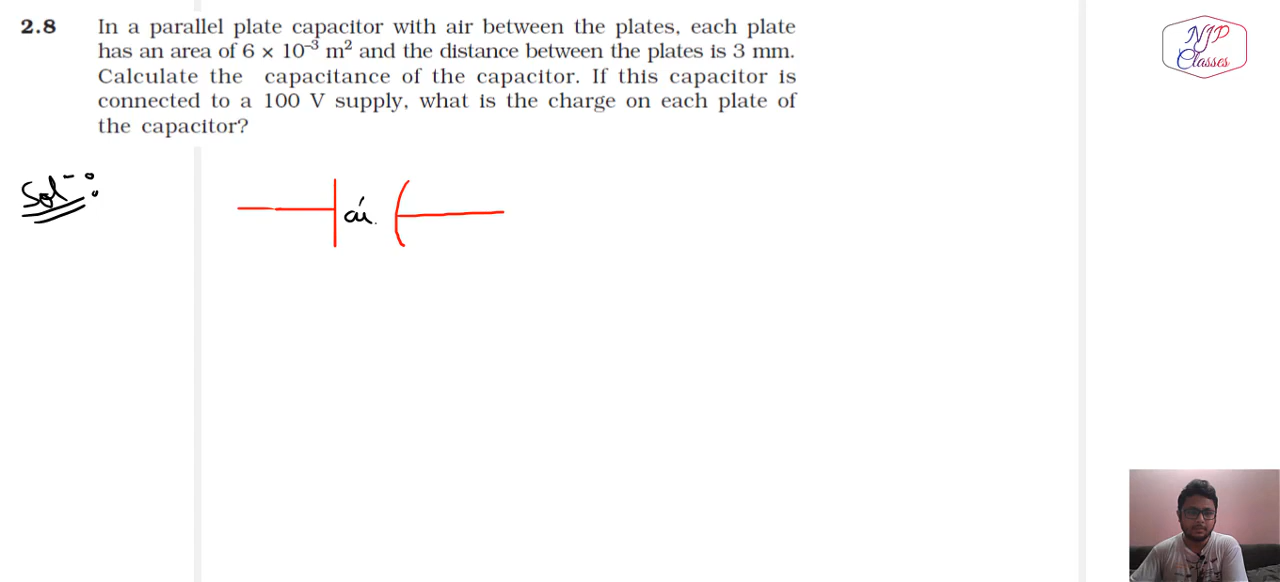 2.8 In a parallel plate capacitor with air between the plates, each plate
has an area of 6 × 10⁻³ m² and the distance between the plates is 3 mm.
Calculate the capacitance of the capacitor. If this capacitor is
connected to a 100 V supply, what is the charge on each plate of
the capacitor?
NJP
Classes
Solⁿ:
air